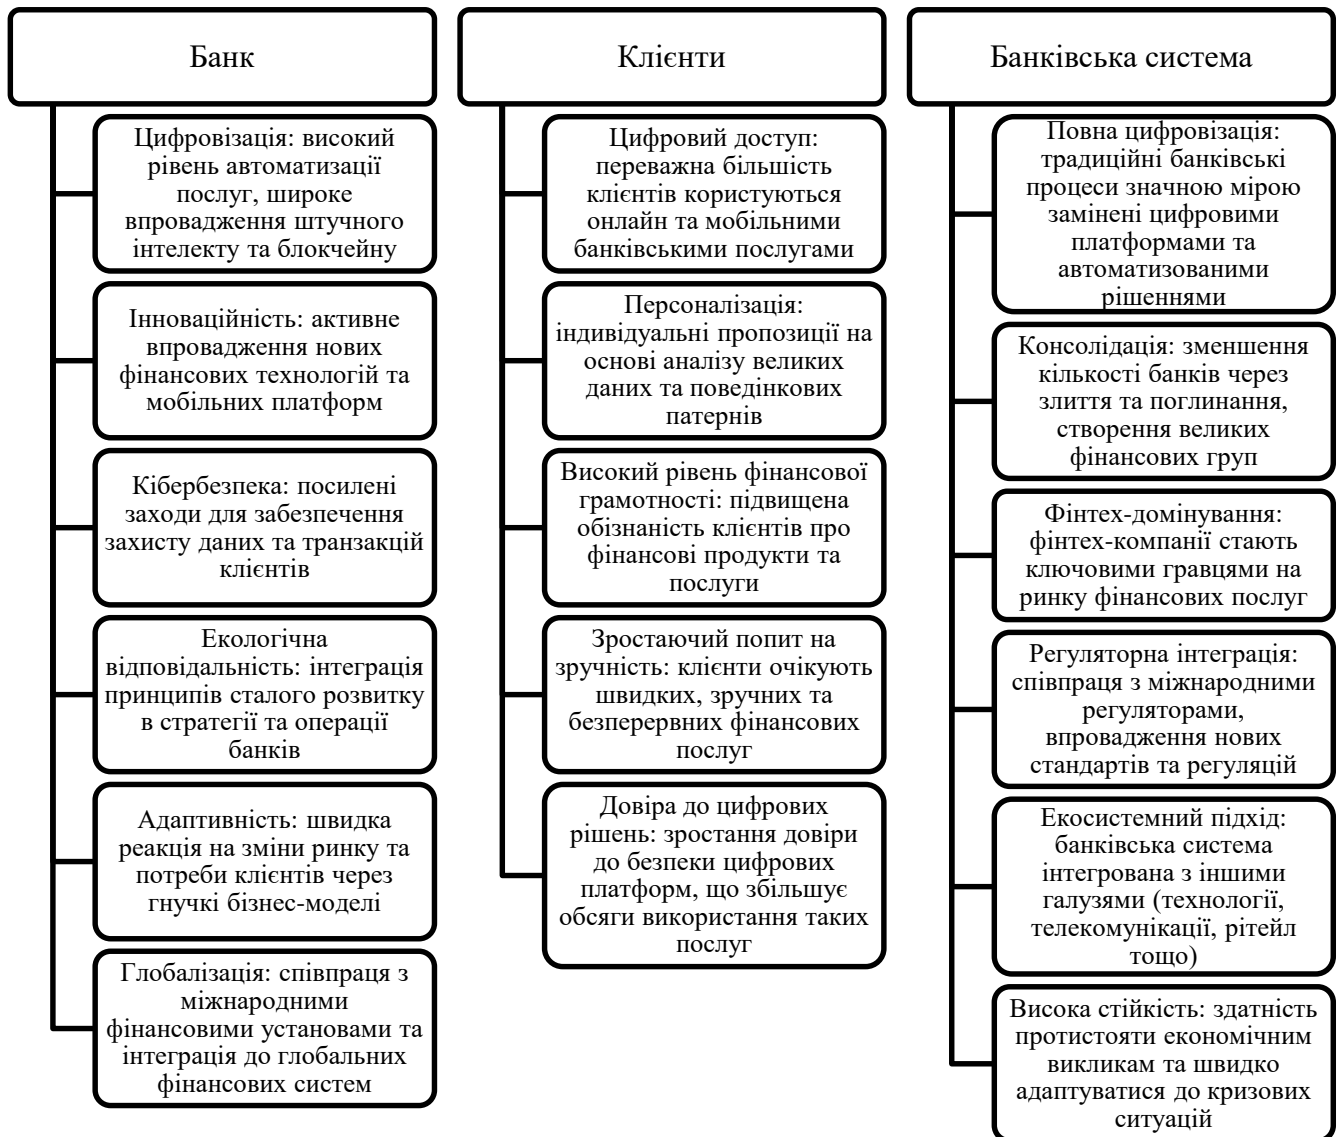 Банк
Цифровізація: високий
рівень автоматизації
послуг, широке
впровадження штучного
інтелекту та блокчейну
Інноваційність: активне
впровадження нових
фінансових технологій та
мобільних платформ
Кібербезпека: посилені
заходи для забезпечення
захисту даних та транзакцій
клієнтів
Екологічна
відповідальність: інтеграція
принципів сталого розвитку
в стратегії та операції
банків
Адаптивність: швидка
реакція на зміни ринку та
потреби клієнтів через
гнучкі бізнес-моделі
Глобалізація: співпраця з
міжнародними
фінансовими установами та
інтеграція до глобальних
фінансових систем
Клієнти
Цифровий доступ:
переважна більшість
клієнтів користуються
онлайн та мобільними
банківськими послугами
Персоналізація:
індивідуальні пропозиції на
основі аналізу великих
даних та поведінкових
патернів
Високий рівень фінансової
грамотності: підвищена
обізнаність клієнтів про
фінансові продукти та
послуги
Зростаючий попит на
зручність: клієнти очікують
швидких, зручних та
безперервних фінансових
послуг
Довіра до цифрових
рішень: зростання довіри
до безпеки цифрових
платформ, що збільшує
обсяги використання таких
послуг
Банківська система
Повна цифровізація:
традиційні банківські
процеси значною мірою
замінені цифровими
платформами та
автоматизованими
рішеннями
Консолідація: зменшення
кількості банків через
злиття та поглинання,
створення великих
фінансових груп
Фінтех-домінування:
фінтех-компанії стають
ключовими гравцями на
ринку фінансових послуг
Регуляторна інтеграція:
співпраця з міжнародними
регуляторами,
впровадження нових
стандартів та регуляцій
Екосистемний підхід:
банківська система
інтегрована з іншими
галузями (технології,
телекомунікації, рітейл
тощо)
Висока стійкість: здатність
протистояти економічним
викликам та швидко
адаптуватися до кризових
ситуацій